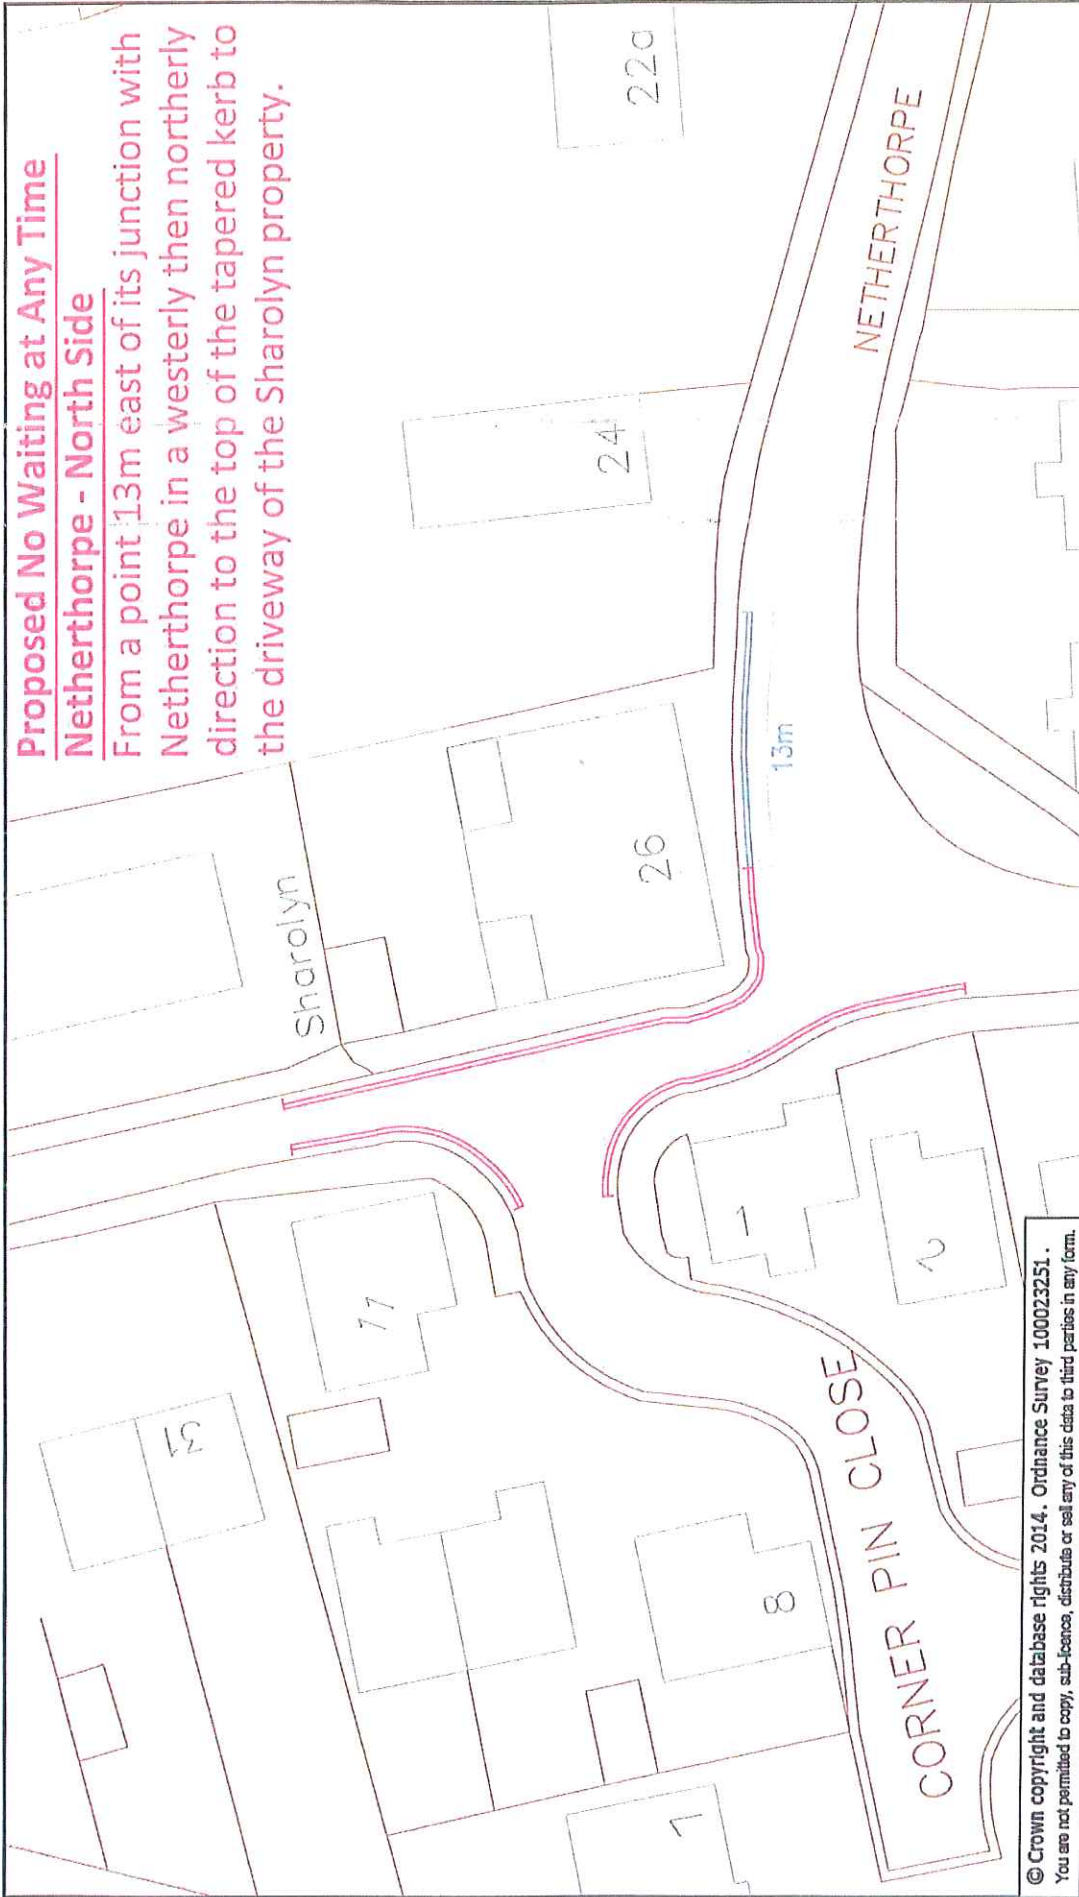 Proposed No Waiting at Any Time
Netherthorpe - North Side
From a point 13m east of its junction with
Netherthorpe in a westerly then northerly
direction to the top of the tapered kerb to
the driveway of the Sharolyn property.
22a
24
NETHERTHORPE
Sharolyn
26
13m
11
1
2
8
7
CORNER PIN CLOSE
© Crown copyright and database rights 2014. Ordnance Survey 100023251.
You are not permitted to copy, sub-licence, distribute or sell any of this data to third parties in any form.